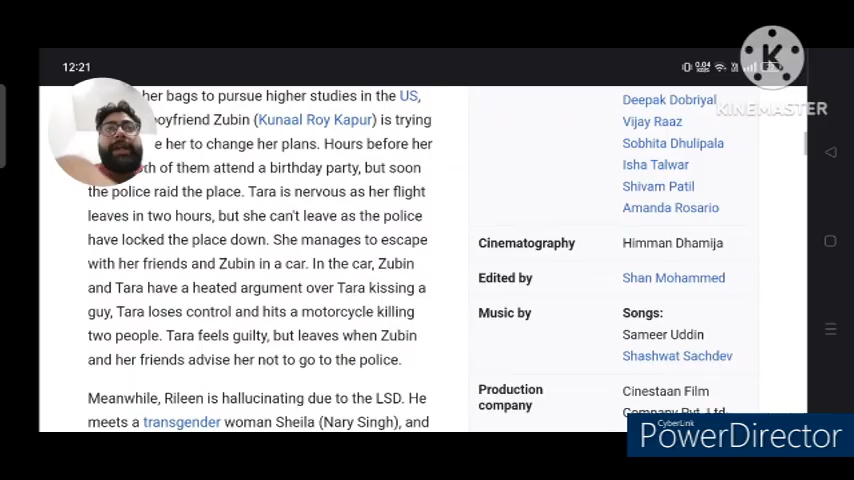 12:21
0.04
KINEMASTER
her bags to pursue higher studies in the US,
oyfriend Zubin (Kunaal Roy Kapur) is trying
e her to change her plans. Hours before her
th of them attend a birthday party, but soon
the police raid the place. Tara is nervous as her flight
leaves in two hours, but she can't leave as the police
have locked the place down. She manages to escape
with her friends and Zubin in a car. In the car, Zubin
and Tara have a heated argument over Tara kissing a
guy, Tara loses control and hits a motorcycle killing
two people. Tara feels guilty, but leaves when Zubin
and her friends advise her not to go to the police.
Meanwhile, Rileen is hallucinating due to the LSD. He
meets a transgender woman Sheila (Nary Singh), and
Deepak Dobriyal
Vijay Raaz
Sobhita Dhulipala
Isha Talwar
Shivam Patil
Amanda Rosario
Cinematography Himman Dhamija
Edited by Shan Mohammed
Music by Songs:
Sameer Uddin
Shashwat Sachdev
Production Cinestaan Film
company Company Pvt. Ltd
CyberLink
PowerDirector